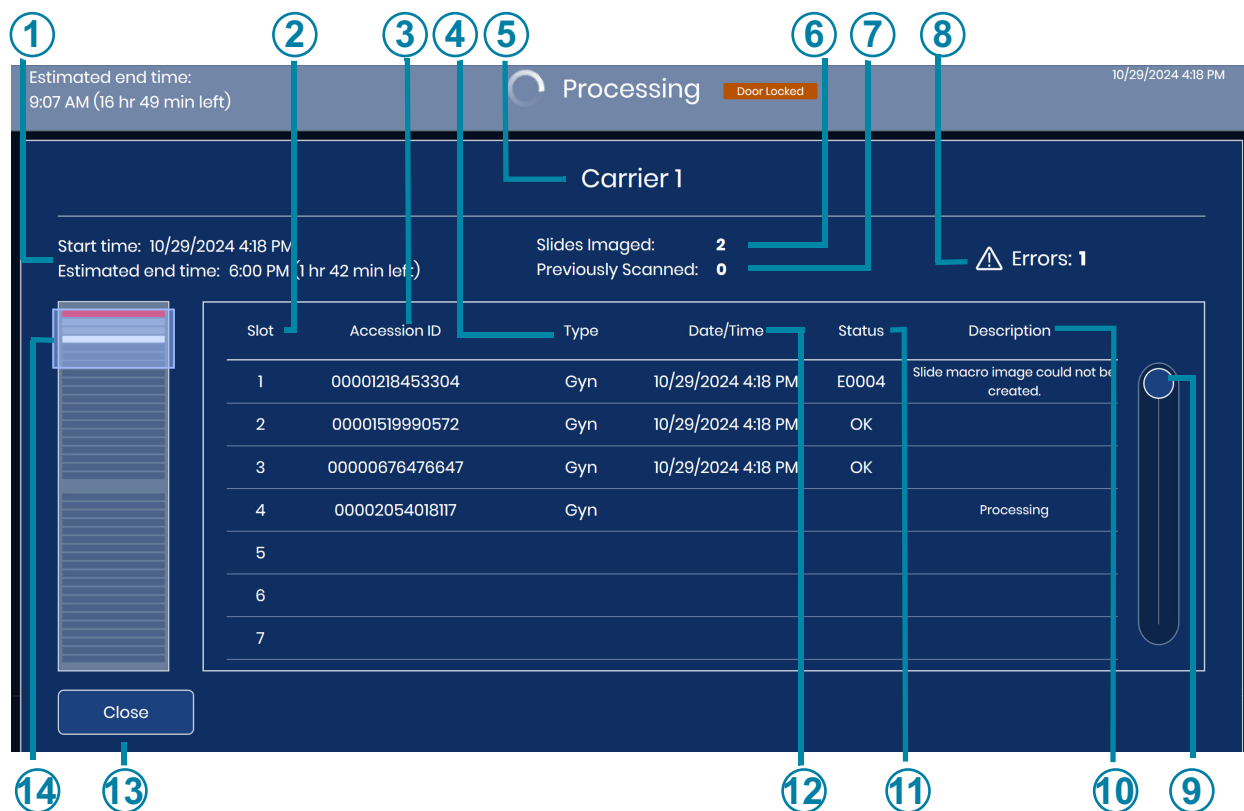 1 2 3 4 5 6 7 8
Estimated end time:
9:07 AM (16 hr 49 min left)
Processing
Door Locked
10/29/2024 4:18 PM
Carrier 1
Start time: 10/29/2024 4:18 PM
Estimated end time: 6:00 PM (1 hr 42 min left)
Slides Imaged: 2
Previously Scanned: 0
Errors: 1
Slot Accession ID Type Date/Time Status Description
1 00001218453304 Gyn 10/29/2024 4:18 PM E0004 Slide macro image could not be
created.
2 00001519990572 Gyn 10/29/2024 4:18 PM OK
3 00000676476647 Gyn 10/29/2024 4:18 PM OK
4 00002054018117 Gyn Processing
5
6
7
Close
14 13 12 11 10 9